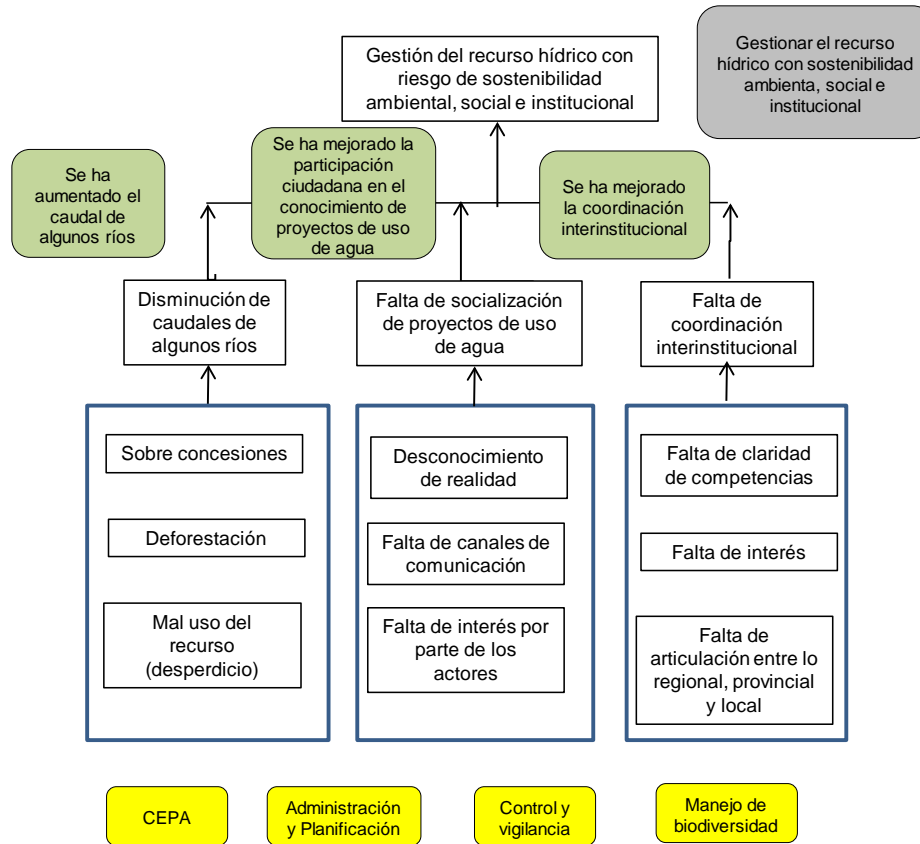 Gestión del recurso hídrico con
riesgo de sostenibilidad
ambiental, social e institucional
Gestionar el recurso
hídrico con sostenibilidad
ambienta, social e
institucional
Se ha
aumentado el
caudal de
algunos ríos
Se ha mejorado la
participación
ciudadana en el
conocimiento de
proyectos de uso
de agua
Se ha mejorado
la coordinación
interinstitucional
Disminución de
caudales de
algunos ríos
Falta de socialización
de proyectos de uso
de agua
Falta de
coordinación
interinstitucional
Sobre concesiones
Deforestación
Mal uso del
recurso
(desperdicio)
Desconocimiento
de realidad
Falta de canales de
comunicación
Falta de interés por
parte de los
actores
Falta de claridad
de competencias
Falta de interés
Falta de
articulación entre lo
regional, provincial
y local
CEPA
Administración
y Planificación
Control y
vigilancia
Manejo de
biodiversidad